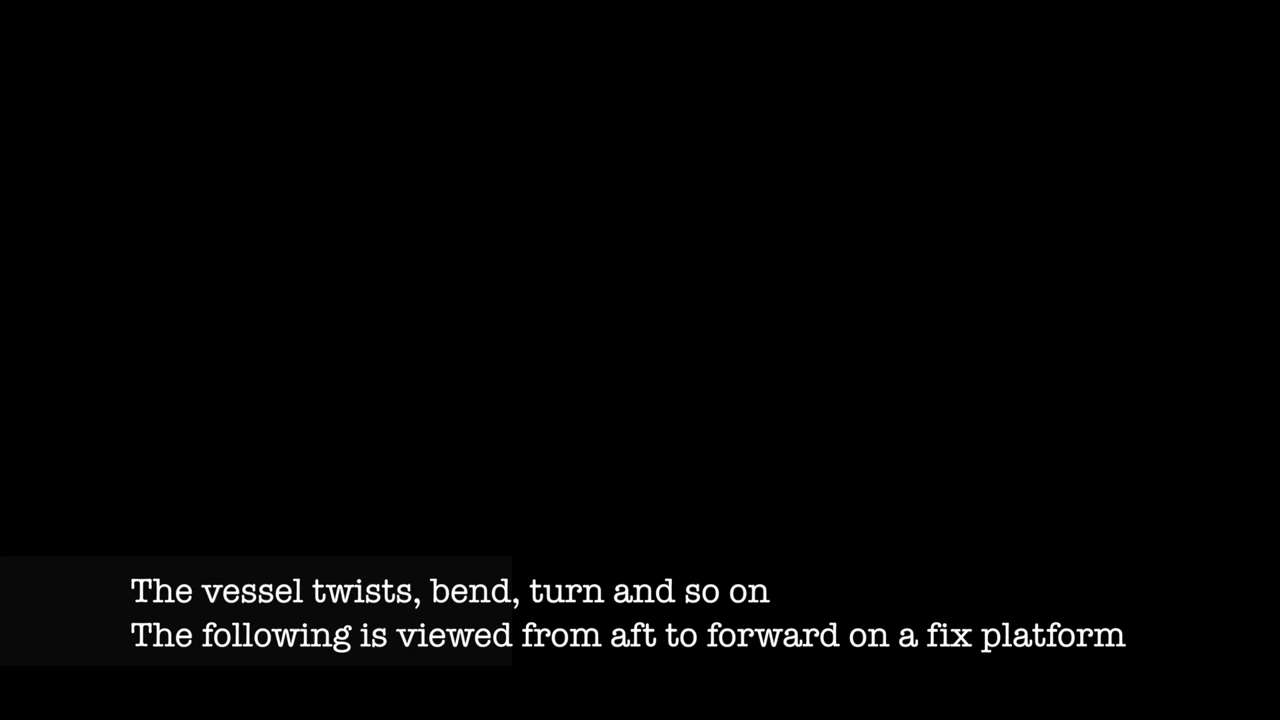 The vessel twists, bend, turn and so on
The following is viewed from aft to forward on a fix platform